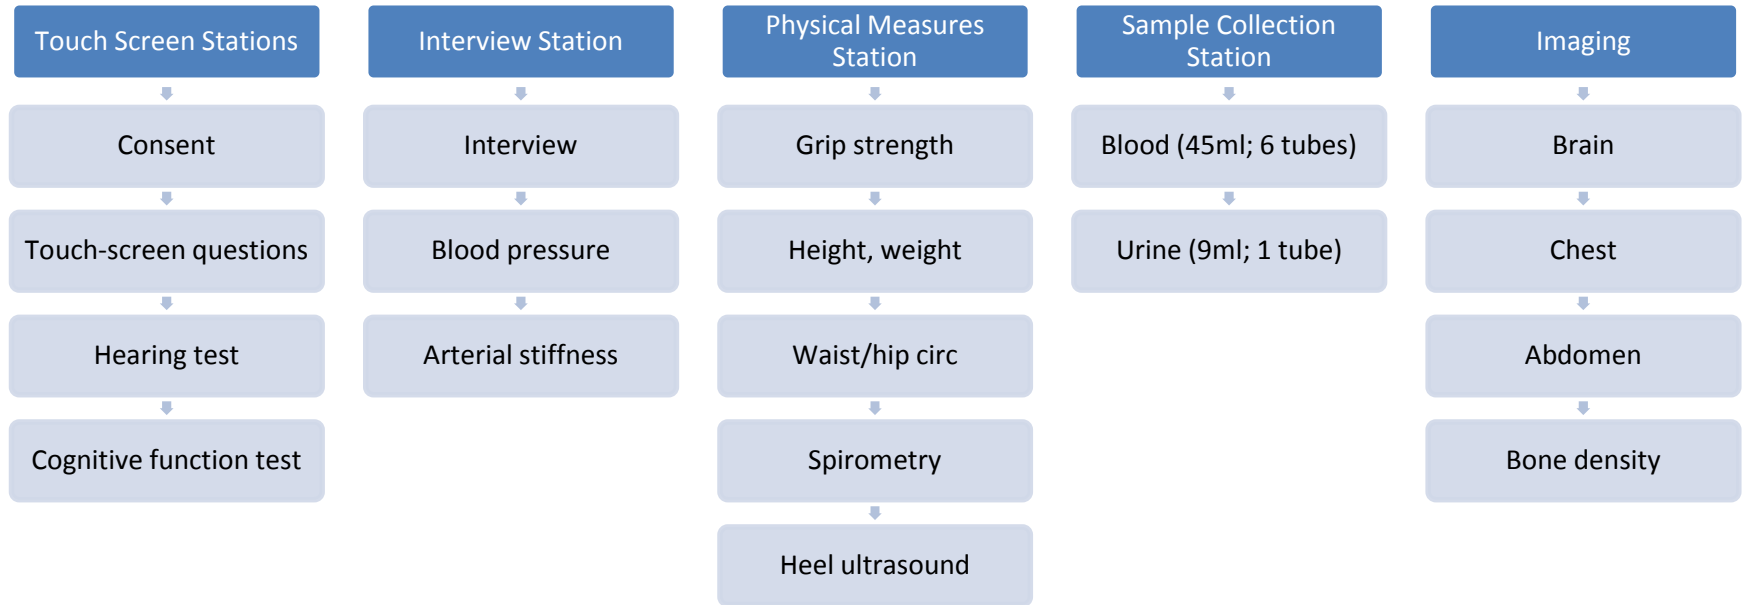 Touch Screen Stations
Consent
Touch-screen questions
Hearing test
Cognitive function test
Interview Station
Interview
Blood pressure
Arterial stiffness
Physical Measures
Station
Grip strength
Height, weight
Waist/hip circ
Spirometry
Heel ultrasound
Sample Collection
Station
Blood (45ml; 6 tubes)
Urine (9ml; 1 tube)
Imaging
Brain
Chest
Abdomen
Bone density